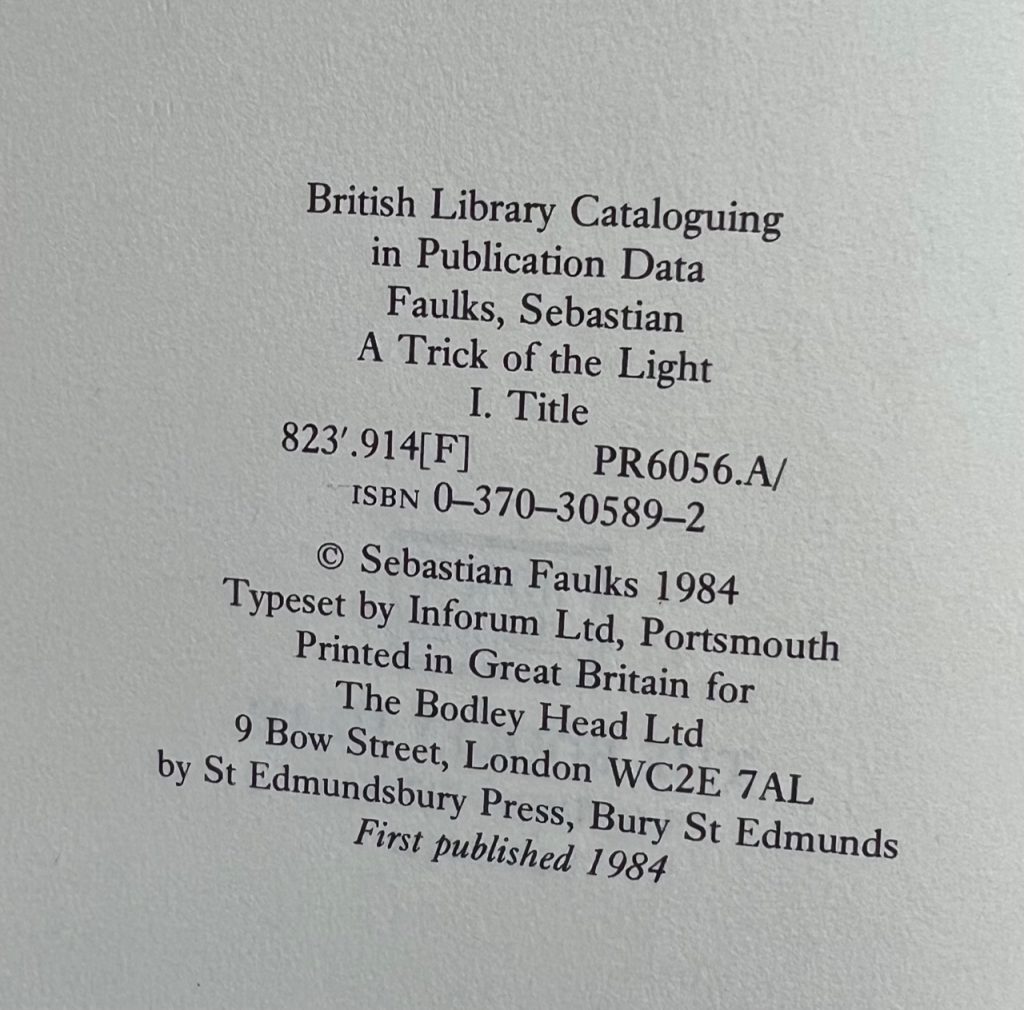 British Library Cataloguing
in Publication Data
Faulks, Sebastian
A Trick of the Light
I. Title
823′.914[F] PR6056.A/
ISBN 0–370–30589–2
© Sebastian Faulks 1984
Typeset by Inforum Ltd, Portsmouth
Printed in Great Britain for
The Bodley Head Ltd
9 Bow Street, London WC2E 7AL
by St Edmundsbury Press, Bury St Edmunds
First published 1984